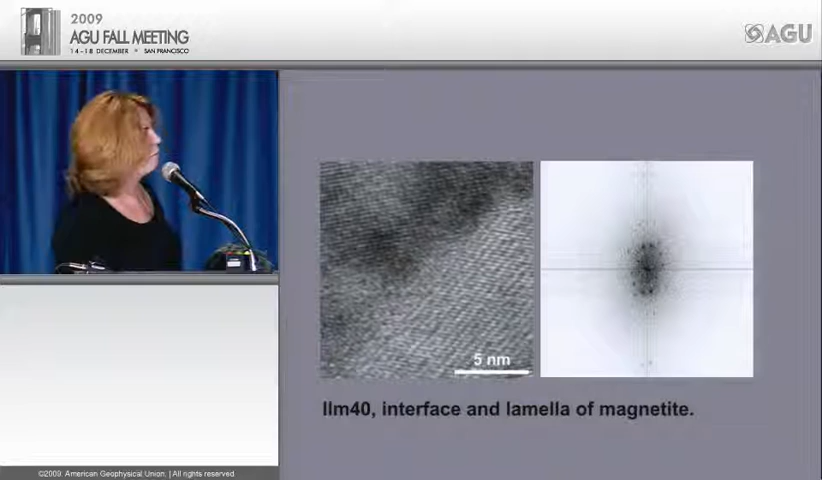 2009
AGU FALL MEETING
14 - 18 DECEMBER • SAN FRANCISCO
AGU
5 nm
Ilm40, interface and lamella of magnetite.
©2009. American Geophysical Union. | All rights reserved